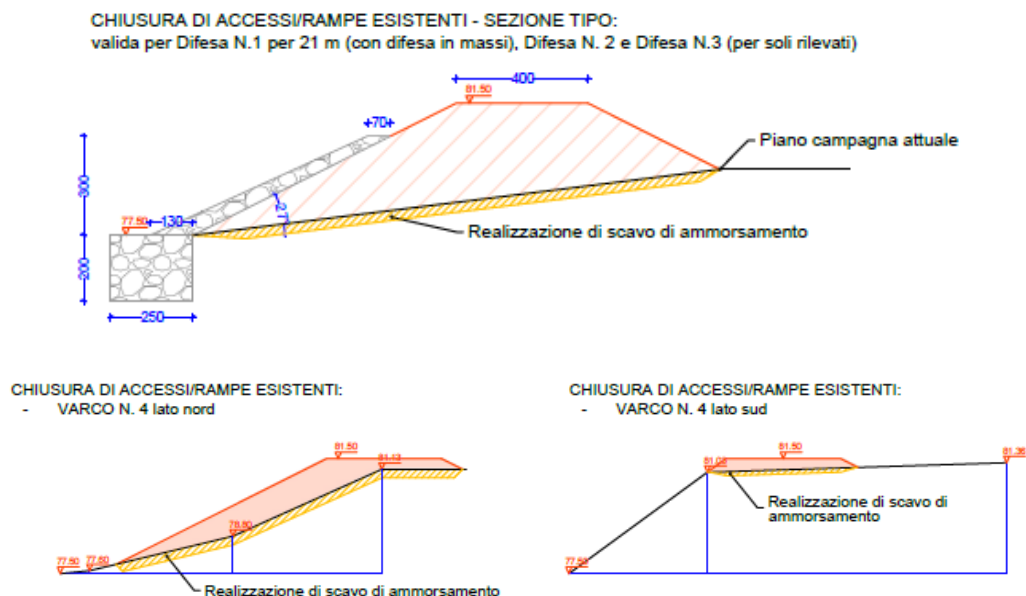 CHIUSURA DI ACCESSI/RAMPE ESISTENTI - SEZIONE TIPO:
valida per Difesa N.1 per 21 m (con difesa in massi), Difesa N. 2 e Difesa N.3 (per soli rilevati)
400
81.50
70
Piano campagna attuale
300
27°
77.50
130
Realizzazione di scavo di ammorsamento
200
250
CHIUSURA DI ACCESSI/RAMPE ESISTENTI:
- VARCO N. 4 lato nord
81.50
81.13
78.80
77.50
77.60
Realizzazione di scavo di ammorsamento
CHIUSURA DI ACCESSI/RAMPE ESISTENTI:
- VARCO N. 4 lato sud
81.50
81.36
Realizzazione di scavo di
ammorsamento